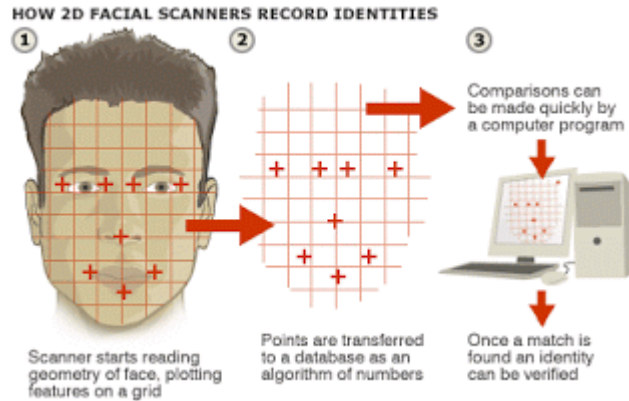 HOW 2D FACIAL SCANNERS RECORD IDENTITIES
1
2
3
Scanner starts reading
geometry of face, plotting
features on a grid
Points are transferred
to a database as an
algorithm of numbers
Comparisons can
be made quickly by
a computer program
Once a match is
found an identity
can be verified